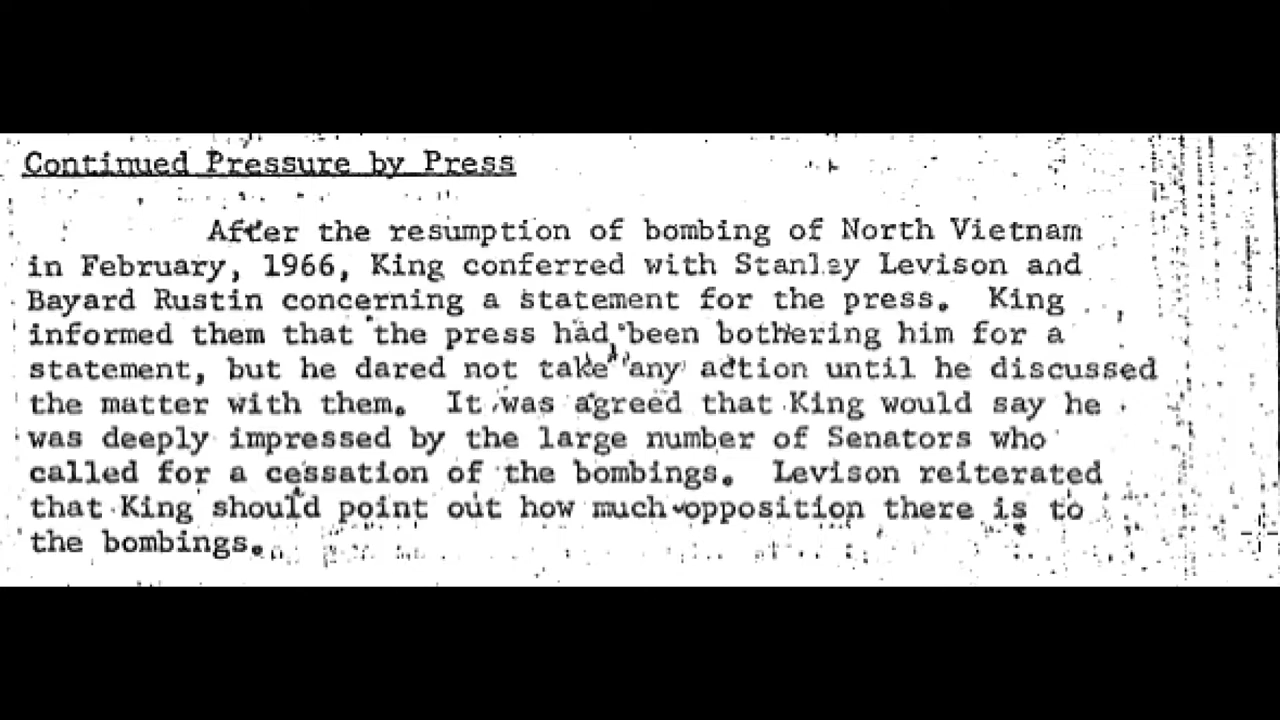 Continued Pressure by Press
After the resumption of bombing of North Vietnam
in February, 1966, King conferred with Stanley Levison and
Bayard Rustin concerning a statement for the press. King
informed them that the press had been bothering him for a
statement, but he dared not take any action until he discussed
the matter with them. It was agreed that King would say he
was deeply impressed by the large number of Senators who
called for a cessation of the bombings. Levison reiterated
that King should point out how much opposition there is to
the bombings.